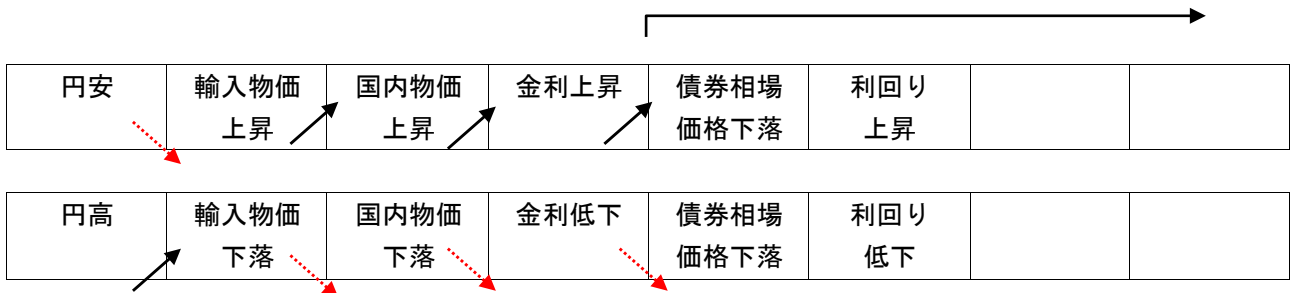 円安 輸入物価 国内物価 金利上昇 債券相場 利回り
上昇 上昇 価格下落 上昇
円高 輸入物価 国内物価 金利低下 債券相場 利回り
下落 下落 価格下落 低下